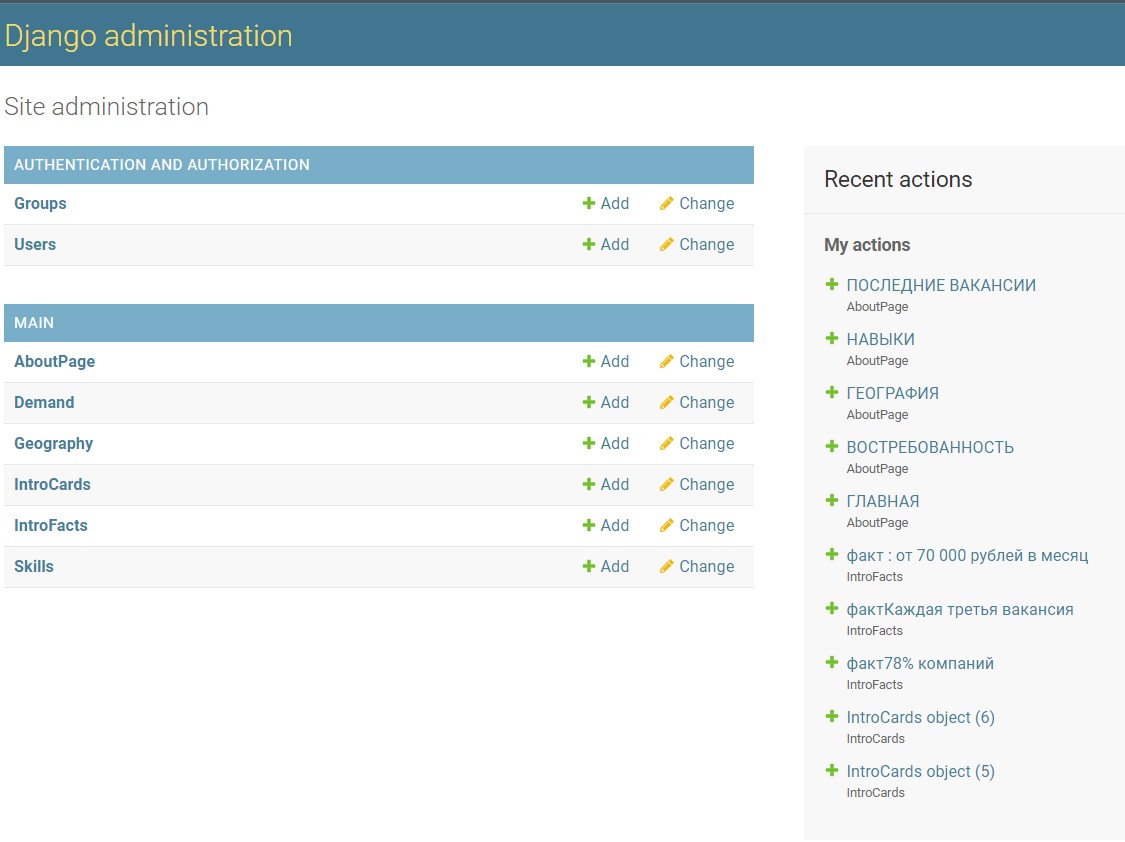 Django administration
Site administration
AUTHENTICATION AND AUTHORIZATION
Groups Add Change
Users Add Change
MAIN
AboutPage Add Change
Demand Add Change
Geography Add Change
IntroCards Add Change
IntroFacts Add Change
Skills Add Change
Recent actions
My actions
ПОСЛЕДНИЕ ВАКАНСИИ
AboutPage
НАВЫКИ
AboutPage
ГЕОГРАФИЯ
AboutPage
ВОСТРЕБОВАННОСТЬ
AboutPage
ГЛАВНАЯ
AboutPage
факт : от 70 000 рублей в месяц
IntroFacts
фактКаждая третья вакансия
IntroFacts
факт78% компаний
IntroFacts
IntroCards object (6)
IntroCards
IntroCards object (5)
IntroCards